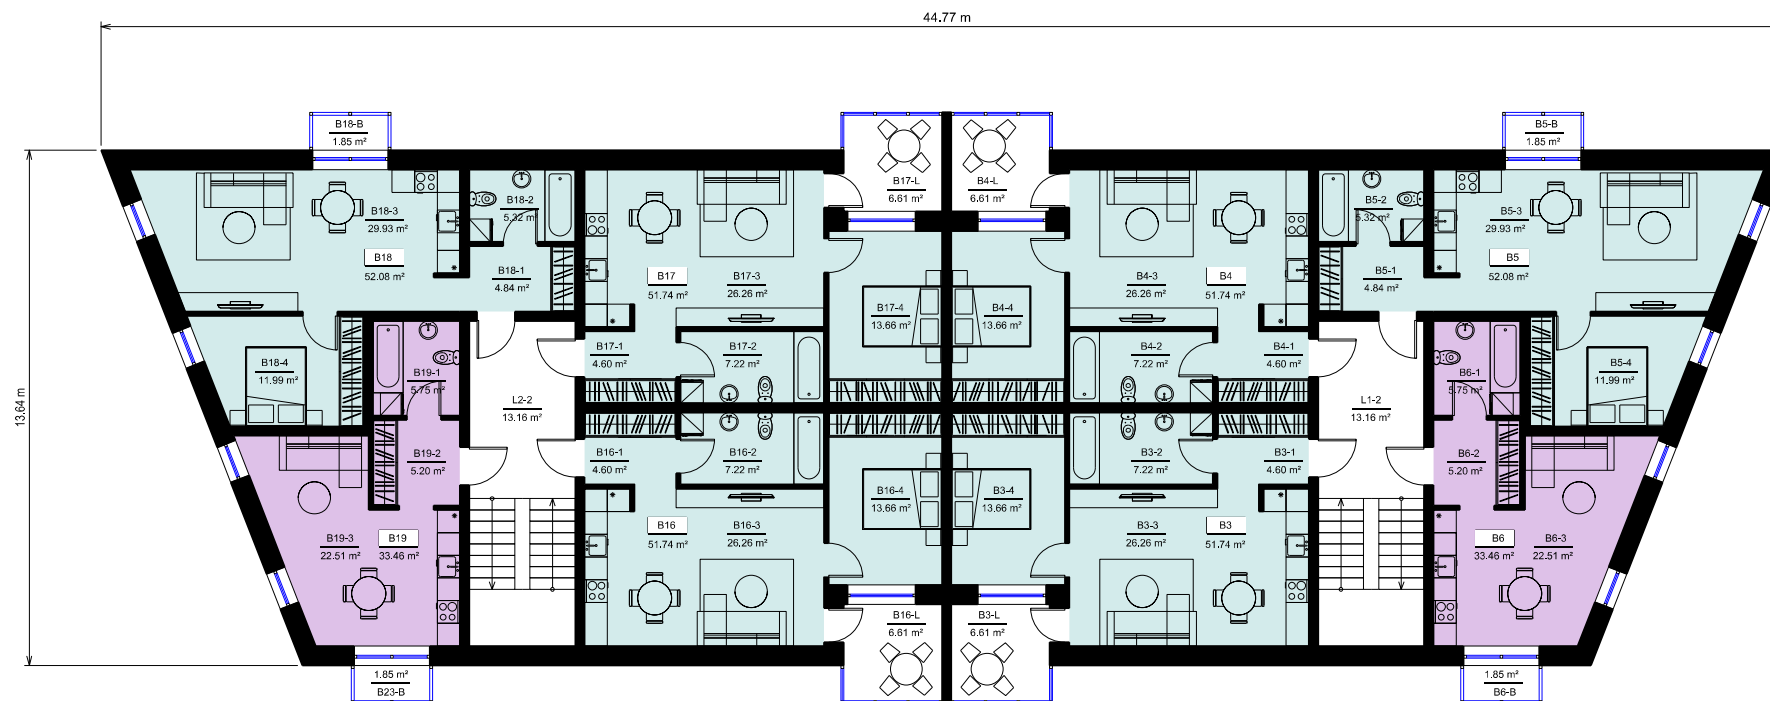 44.77 m
13.64 m
B18-B
1.85 m²
B5-B
1.85 m²
B17-L
6.61 m²
B4-L
6.61 m²
B18-3
29.93 m²
B18
52.08 m²
B18-2
5.32 m²
B18-1
4.84 m²
B17
51.74 m²
B17-3
26.26 m²
B17-4
13.66 m²
B4-4
13.66 m²
B4-3
26.26 m²
B4
51.74 m²
B5-2
5.32 m²
B5-1
4.84 m²
B5-3
29.93 m²
B5
52.08 m²
B18-4
11.99 m²
B19-1
5.75 m²
L2-2
13.16 m²
B17-1
4.60 m²
B17-2
7.22 m²
B4-2
7.22 m²
B4-1
4.60 m²
L1-2
13.16 m²
B6-1
5.75 m²
B5-4
11.99 m²
B19-2
5.20 m²
B16-1
4.60 m²
B16-2
7.22 m²
B3-2
7.22 m²
B3-1
4.60 m²
B6-2
5.20 m²
B16-4
13.66 m²
B3-4
13.66 m²
B19-3
22.51 m²
B19
33.46 m²
B16
51.74 m²
B16-3
26.26 m²
B3-3
26.26 m²
B3
51.74 m²
B6
33.46 m²
B6-3
22.51 m²
B16-L
6.61 m²
B3-L
6.61 m²
1.85 m²
B23-B
1.85 m²
B6-B